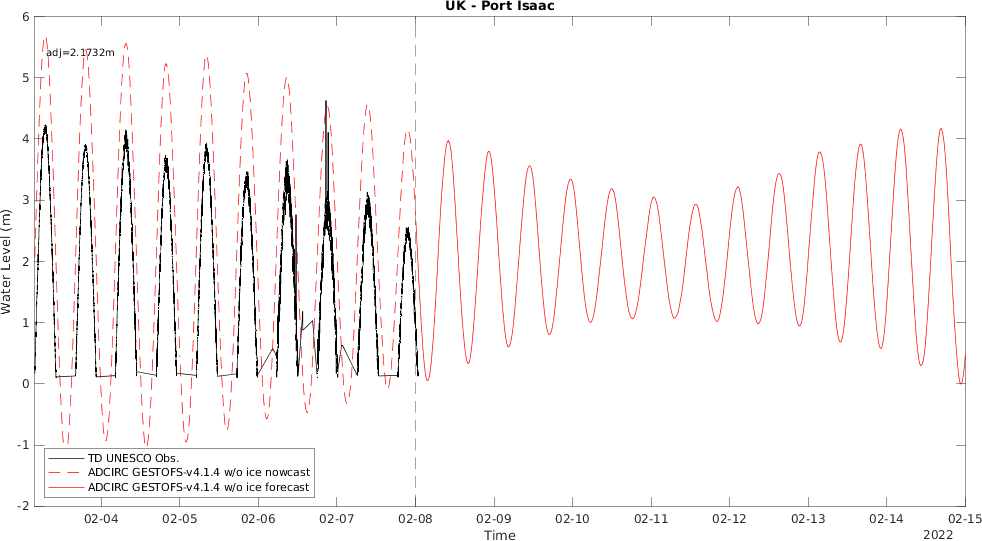 UK - Port Isaac
adj=2.1732m
6
5
4
3
2
1
0
-1
-2
Water Level (m)
TD UNESCO Obs.
ADCIRC GESTOFS-v4.1.4 w/o ice nowcast
ADCIRC GESTOFS-v4.1.4 w/o ice forecast
02-04 02-05 02-06 02-07 02-08 02-09 02-10 02-11 02-12 02-13 02-14 02-15
Time
2022